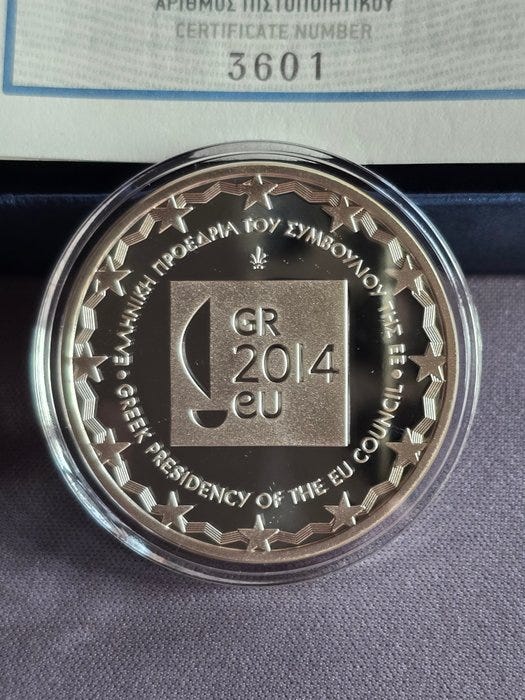 ΑΡΙΘΜΟΣ ΠΙΣΤΟΠΟΙΗΤΙΚΟΥ
CERTIFICATE NUMBER
3601
• ΕΛΛΗΝΙΚΗ ΠΡΟΕΔΡΙΑ ΤΟΥ ΣΥΜΒΟΥΛΙΟΥ ΤΗΣ ΕΕ •
GR
2014
eU
GREEK PRESIDENCY OF THE EU COUNCIL